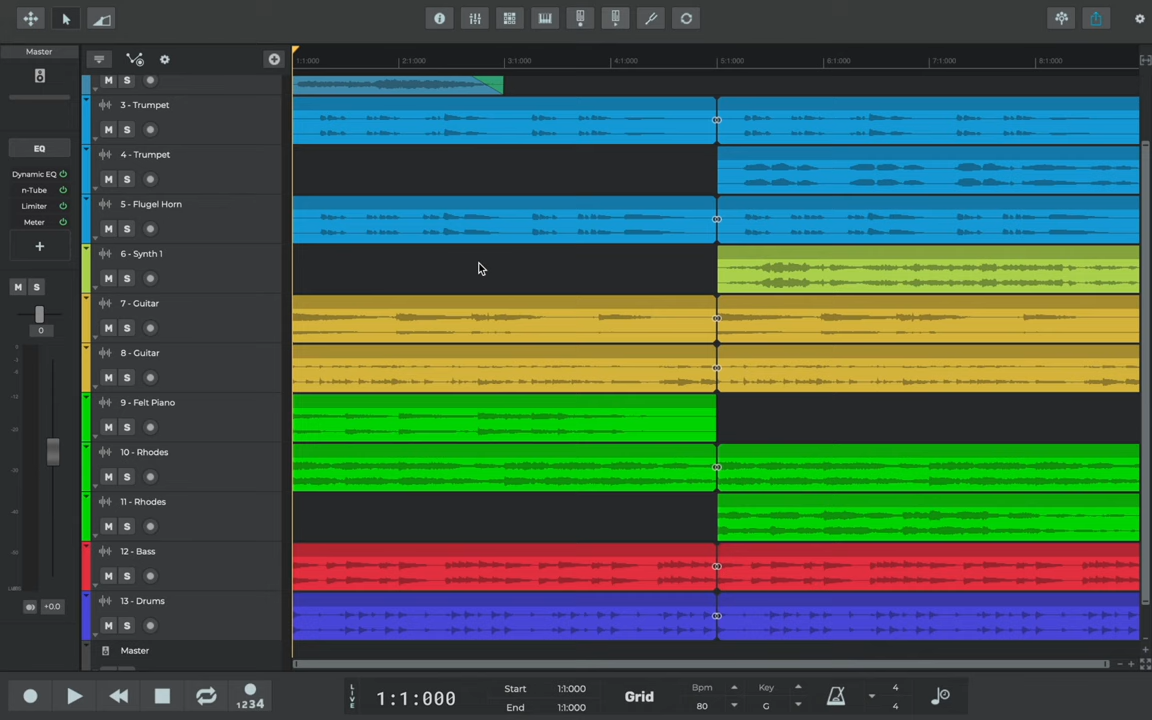 Master
1:1:000
2:1:000
3:1:000
4:1:000
5:1:000
6:1:000
7:1:000
8:1:000
M S
3 - Trumpet
M S
EQ
4 - Trumpet
M S
Dynamic EQ
n-Tube
Limiter
Meter
+
5 - Flugel Horn
M S
6 - Synth 1
M S
M S
0
7 - Guitar
M S
8 - Guitar
M S
9 - Felt Piano
M S
10 - Rhodes
M S
11 - Rhodes
M S
12 - Bass
M S
+0.0
13 - Drums
M S
Master
1234
LIVE
1:1:000
Start 1:1:000
End 1:1:000
Grid
Bpm
80
Key
G
4
4